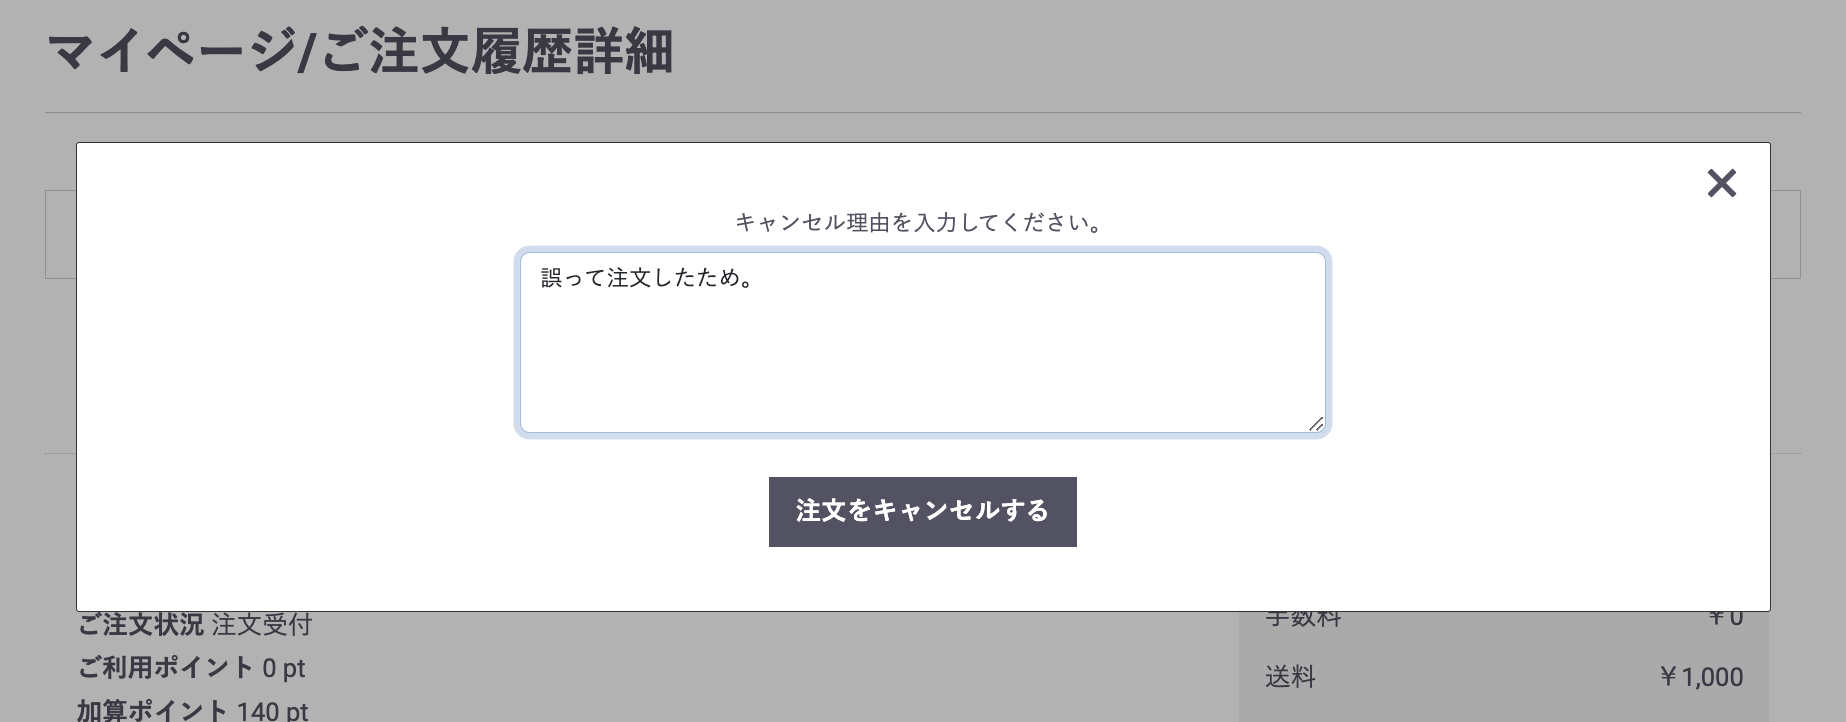 マイページ/ご注文履歴詳細
キャンセル理由を入力してください。
誤って注文したため。
注文をキャンセルする
ご注文状況 注文受付
ご利用ポイント 0 pt
加算ポイント 140 pt
手数料 ￥0
送料 ￥1,000